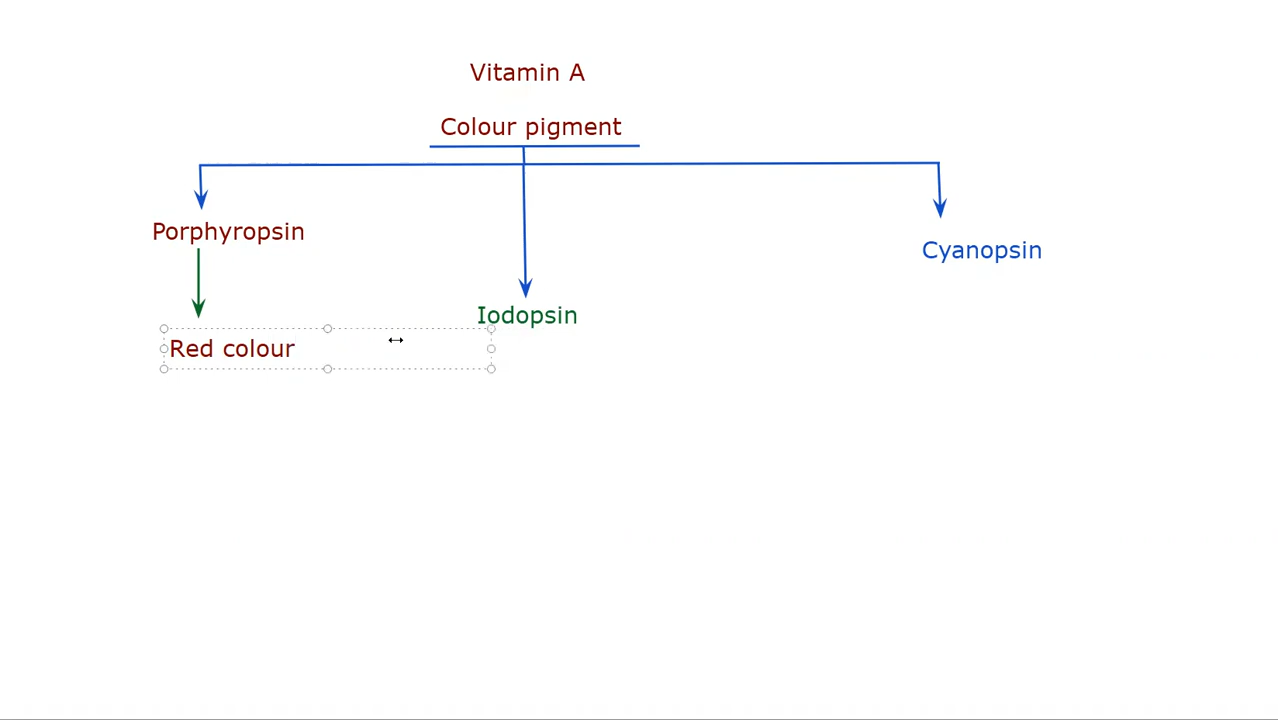 Vitamin A
Colour pigment
Porphyropsin
Cyanopsin
Iodopsin
Red colour